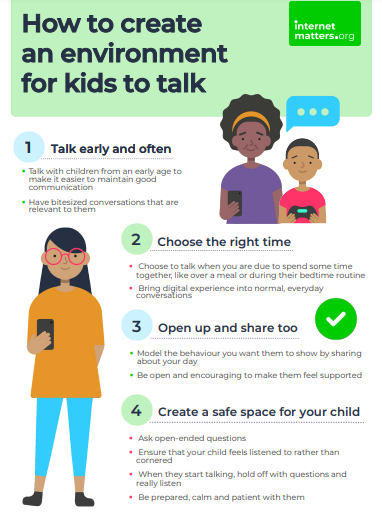 How to create
an environment
for kids to talk
internet
matters.org
1 Talk early and often
• Talk with children from an early age to
make it easier to maintain good
communication
• Have bitesized conversations that are
relevant to them
2 Choose the right time
• Choose to talk when you are due to spend some time
together, like over a meal or during their bedtime routine
• Bring digital experience into normal, everyday
conversations
3 Open up and share too
• Model the behaviour you want them to show by sharing
about your day
• Be open and encouraging to make them feel supported
4 Create a safe space for your child
• Ask open-ended questions
• Ensure that your child feels listened to rather than
cornered
• When they start talking, hold off with questions and
really listen
• Be prepared, calm and patient with them